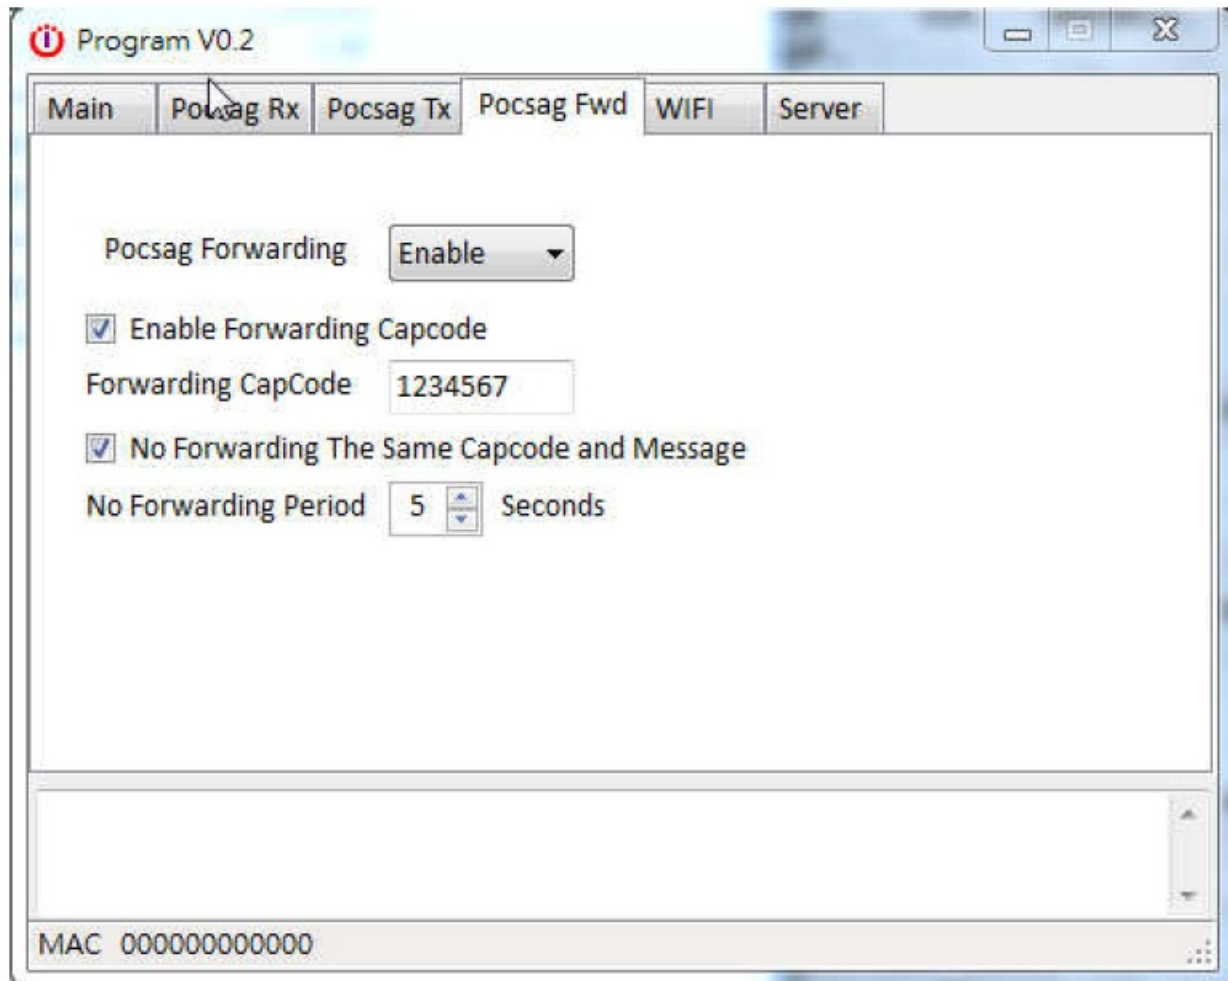 Program V0.2
Main Pocsag Rx Pocsag Tx Pocsag Fwd WIFI Server
Pocsag Forwarding Enable
Enable Forwarding Capcode
Forwarding CapCode 1234567
No Forwarding The Same Capcode and Message
No Forwarding Period 5 Seconds
MAC 000000000000